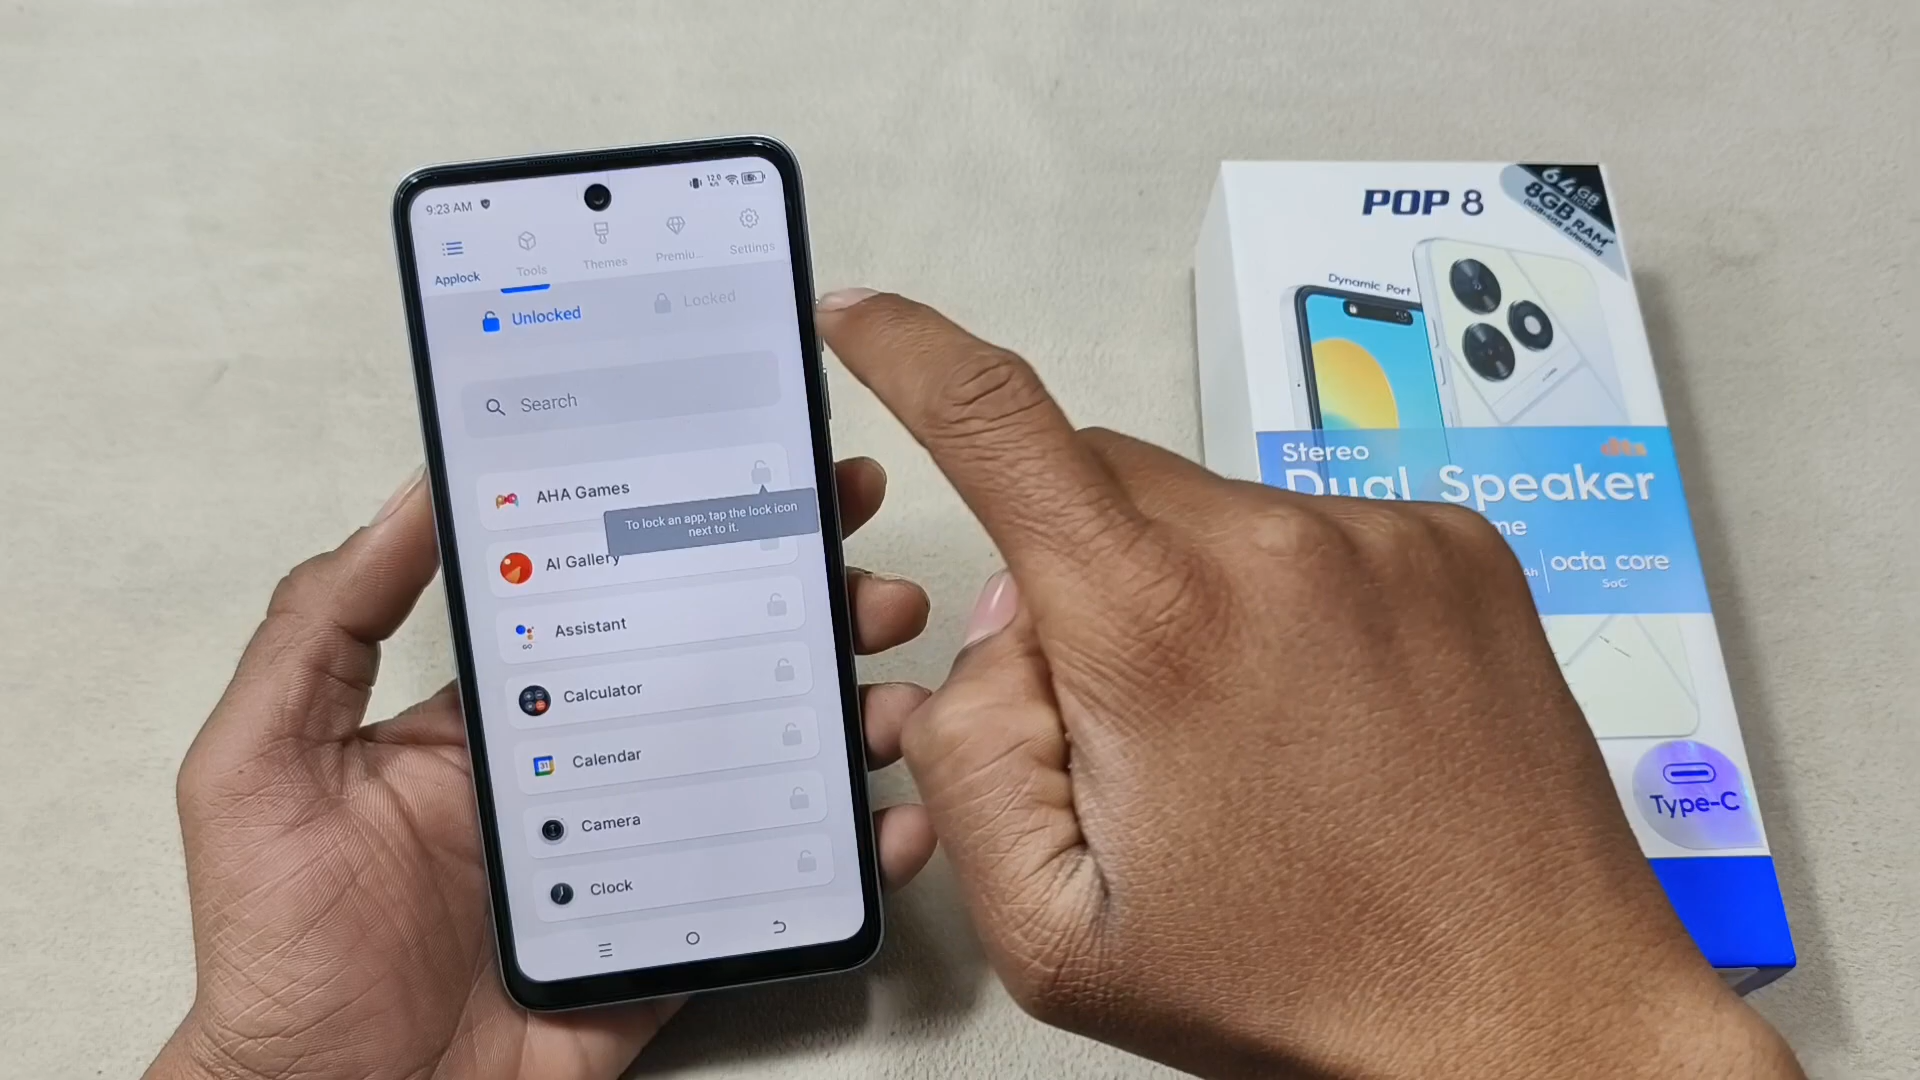 9:23 AM
Applock
Tools
Themes
Premiu...
Settings
Unlocked
Locked
Search
AHA Games
To lock an app, tap the lock icon
next to it.
AI Gallery
Assistant
Calculator
Calendar
Camera
Clock
POP 8
64GB
8GB RAM*
Dynamic Port
Stereo
dts
Dual Speaker
octa core
SoC
Type-C